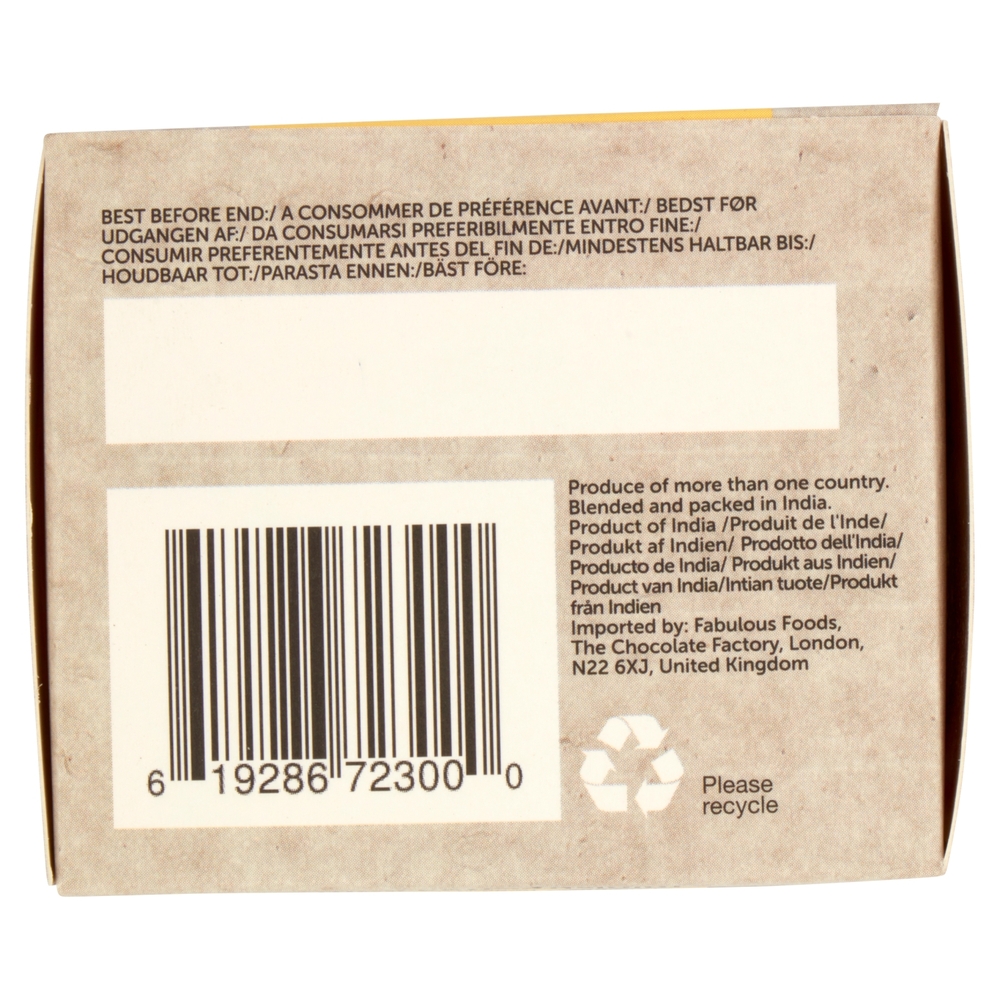 BEST BEFORE END:/ A CONSOMMER DE PRÉFÉRENCE AVANT:/ BEDST FØR
UDGANGEN AF:/ DA CONSUMARSI PREFERIBILMENTE ENTRO FINE:/
CONSUMIR PREFERENTEMENTE ANTES DEL FIN DE:/MINDESTENS HALTBAR BIS:/
HOUDBAAR TOT:/PARASTA ENNEN:/BÄST FÖRE:
Produce of more than one country.
Blended and packed in India.
Product of India /Produit de l'Inde/
Produkt af Indien/ Prodotto dell'India/
Producto de India/ Produkt aus Indien/
Product van India/Intian tuote/Produkt
från Indien
Imported by: Fabulous Foods,
The Chocolate Factory, London,
N22 6XJ, United Kingdom
6 19286 72300 0
Please
recycle